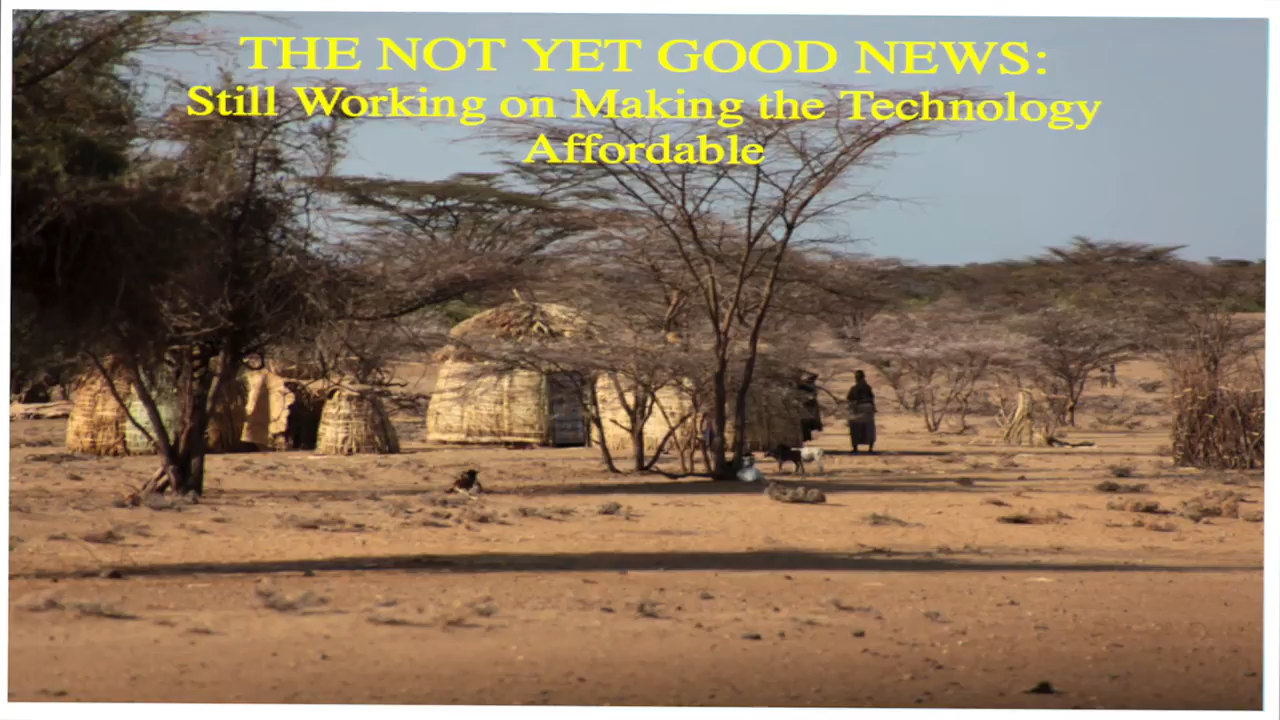 THE NOT YET GOOD NEWS:
Still Working on Making the Technology
Affordable